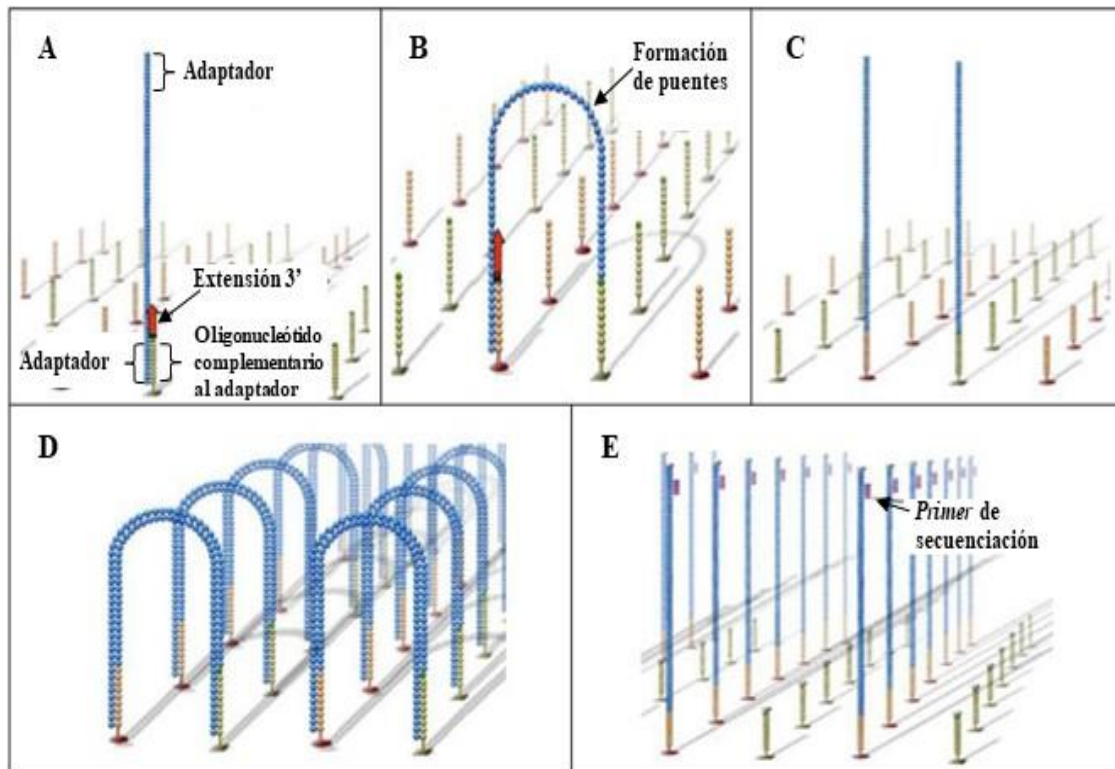 A
Adaptador
Extensión 3’
Adaptador
Oligonucleótido
complementario
al adaptador
B
Formación
de puentes
C
D
E
Primer de
secuenciación